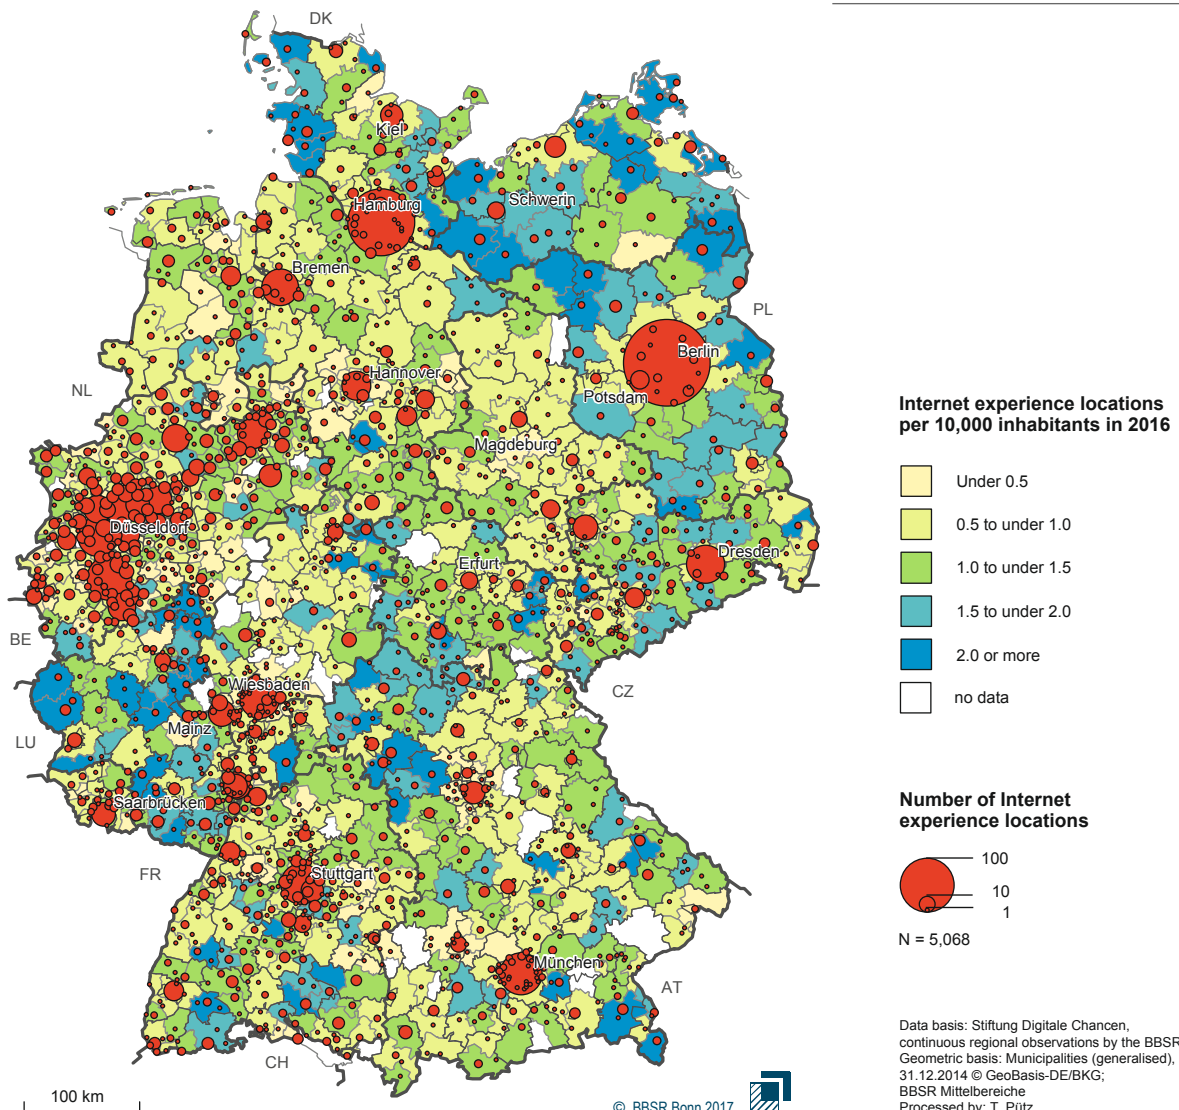 DK
Kiel
Schwerin
Hamburg
Bremen
PL
Berlin
Hannover
NL
Potsdam
Magdeburg
Düsseldorf
Dresden
Erfurt
BE
Wiesbaden
CZ
Mainz
LU
Saarbrücken
FR
Stuttgart
München
AT
CH
100 km
© BBSR Bonn 2017
Internet experience locations
per 10,000 inhabitants in 2016
Under 0.5
0.5 to under 1.0
1.0 to under 1.5
1.5 to under 2.0
2.0 or more
no data
Number of Internet
experience locations
100
10
1
N = 5,068
Data basis: Stiftung Digitale Chancen,
continuous regional observations by the BBSR
Geometric basis: Municipalities (generalised),
31.12.2014 © GeoBasis-DE/BKG;
BBSR Mittelbereiche
Processed by: T. Pütz